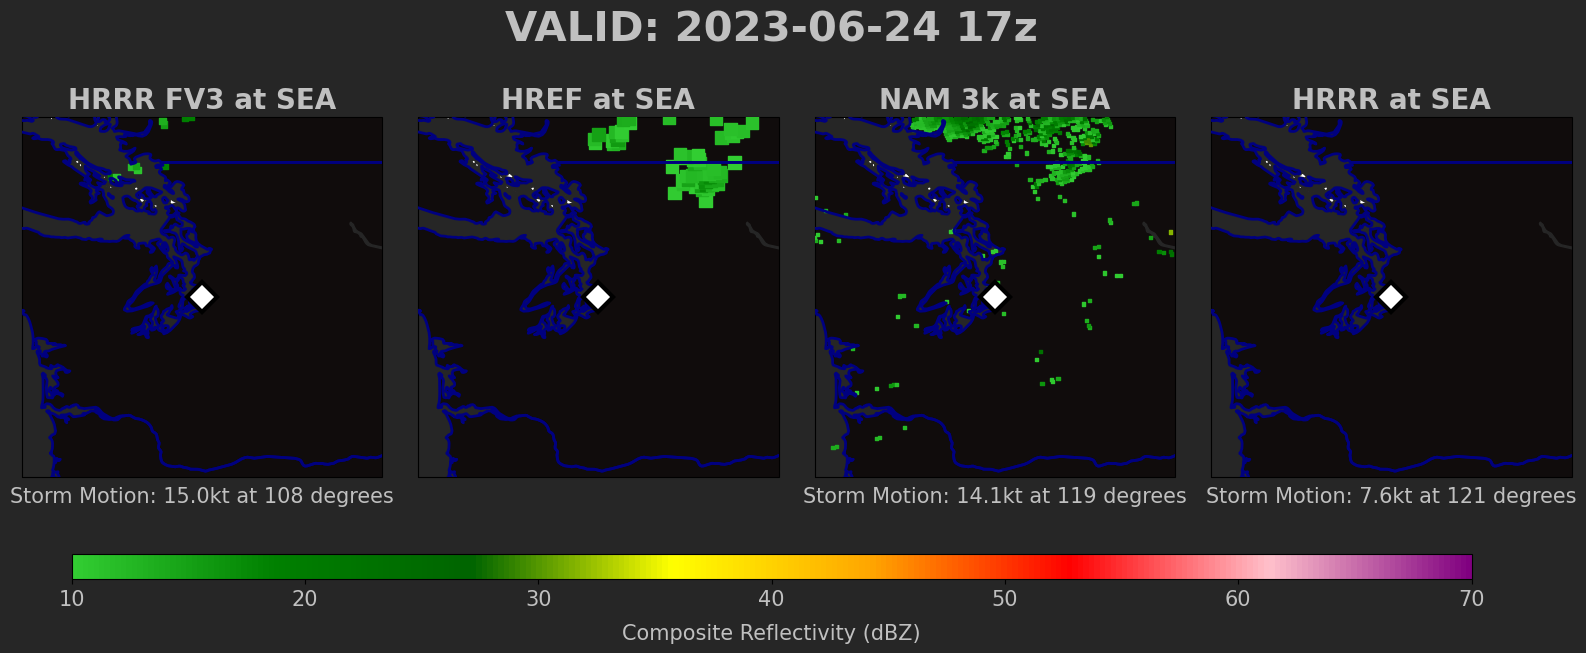 VALID: 2023-06-24 17z
HRRR FV3 at SEA
HREF at SEA
NAM 3k at SEA
HRRR at SEA
Storm Motion: 15.0kt at 108 degrees
Storm Motion: 14.1kt at 119 degrees
Storm Motion: 7.6kt at 121 degrees
10 20 30 40 50 60 70
Composite Reflectivity (dBZ)